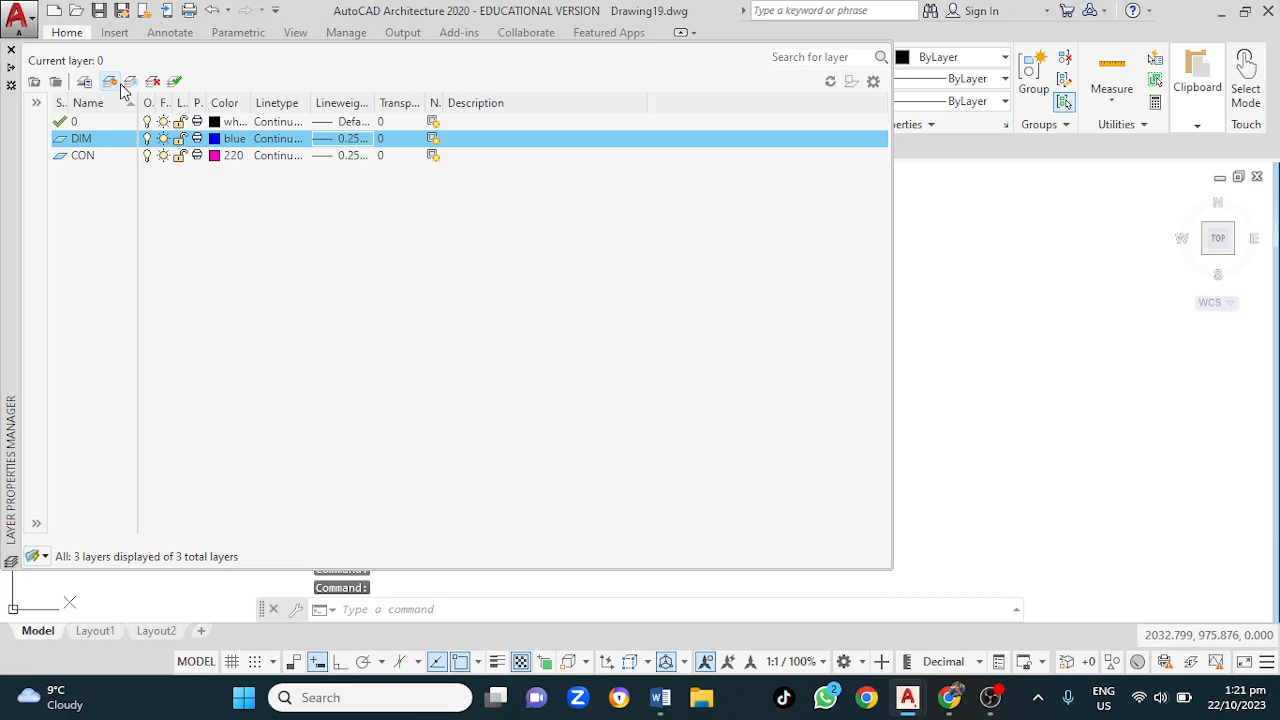 AutoCAD Architecture 2020 - EDUCATIONAL VERSION Drawing19.dwg
Type a keyword or phrase
Sign In
Home Insert Annotate Parametric View Manage Output Add-ins Collaborate Featured Apps
Current layer: 0
Search for layer
S.. Name O. F.. L.. P. Color Linetype Lineweig... Transp... N. Description
0 wh... Continu... Defa... 0
DIM blue Continu... 0.25... 0
CON 220 Continu... 0.25... 0
LAYER PROPERTIES MANAGER
All: 3 layers displayed of 3 total layers
ByLayer
ByLayer
ByLayer
erties
Group
Groups
Measure
Utilities
Clipboard
Select
Mode
Touch
N
W TOP E
S
WCS
Command:
Command:
Type a command
Model Layout1 Layout2 +
2032.799, 975.876, 0.000
MODEL 1:1 / 100% Decimal +0
9°C
Cloudy
Search
2
ENG
US
1:21 pm
22/10/2023